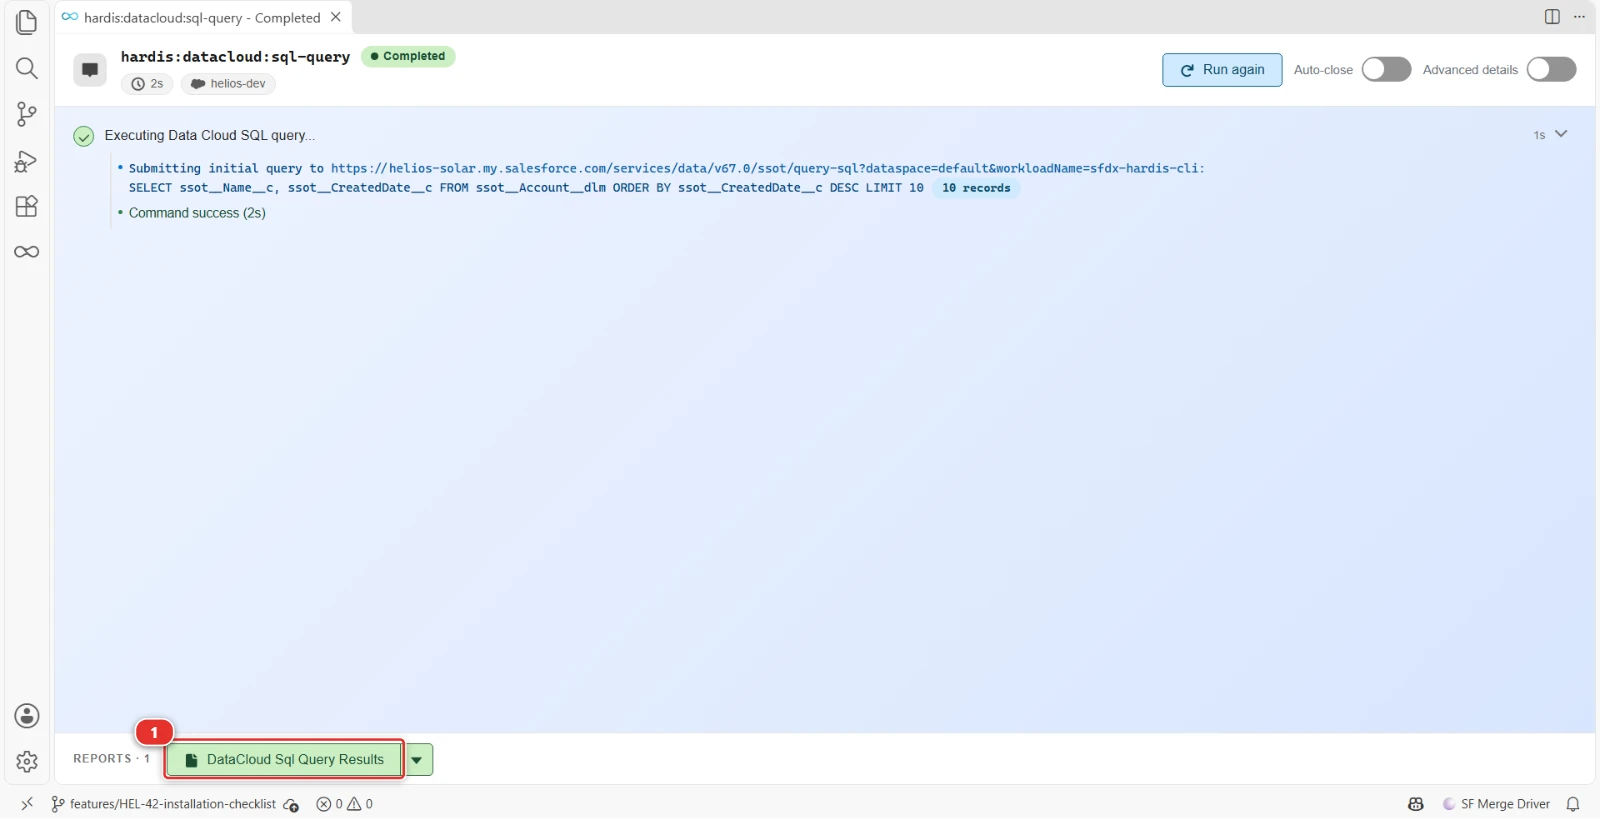 hardis:datacloud:sql-query - Completed
hardis:datacloud:sql-query
Completed
2s
helios-dev
Run again
Auto-close
Advanced details
Executing Data Cloud SQL query...
1s
Submitting initial query to https://helios-solar.my.salesforce.com/services/data/v67.0/ssot/query-sql?dataspace=default&workloadName=sfdx-hardis-cli:
SELECT ssot__Name__c, ssot__CreatedDate__c FROM ssot__Account__dlm ORDER BY ssot__CreatedDate__c DESC LIMIT 10 10 records
Command success (2s)
1
REPORTS · 1
DataCloud Sql Query Results
features/HEL-42-installation-checklist
0
0
SF Merge Driver